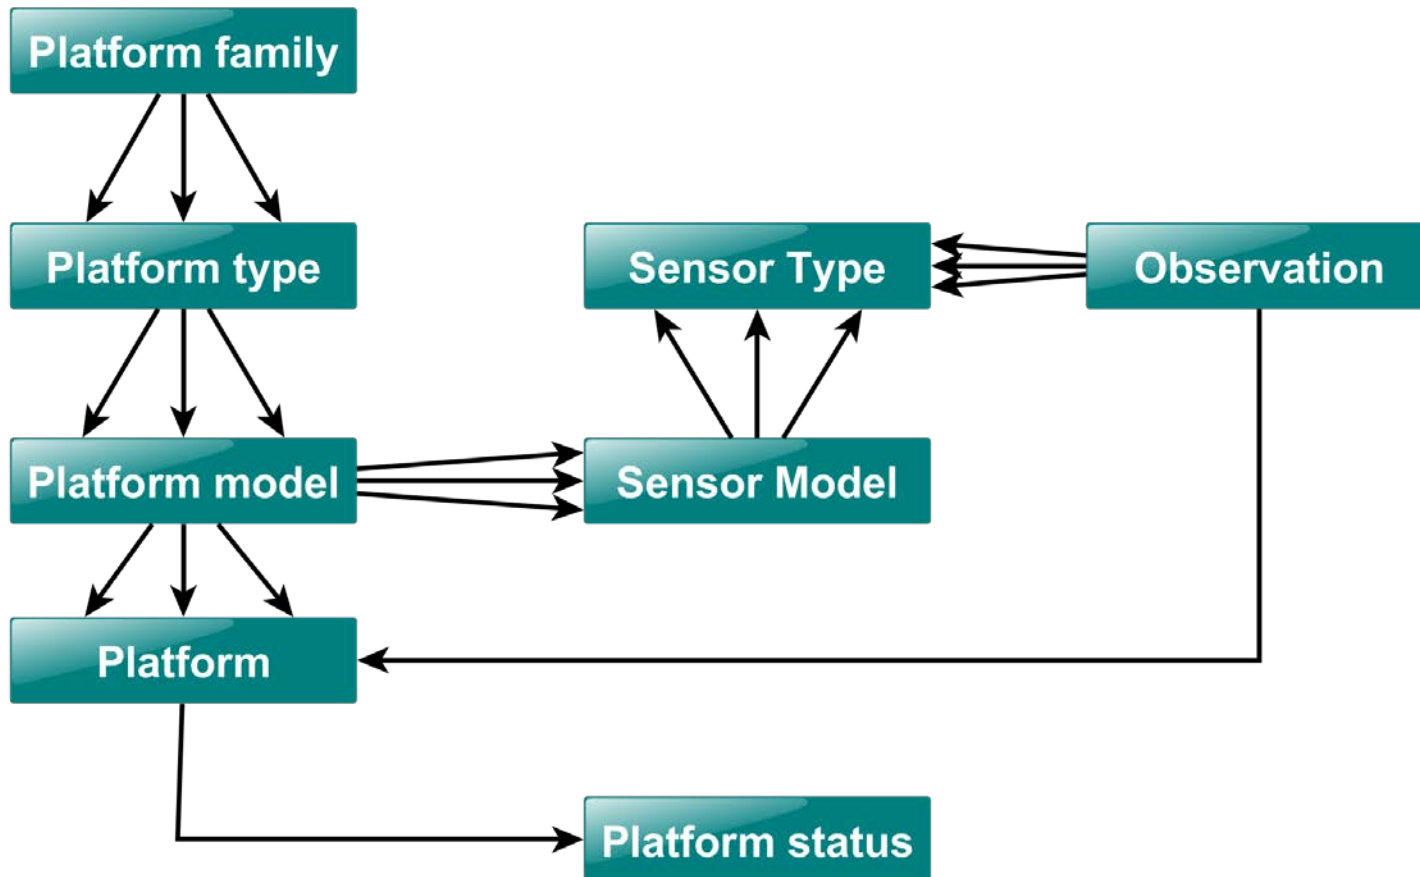 Platform family
Platform type
Sensor Type
Observation
Platform model
Sensor Model
Platform
Platform status